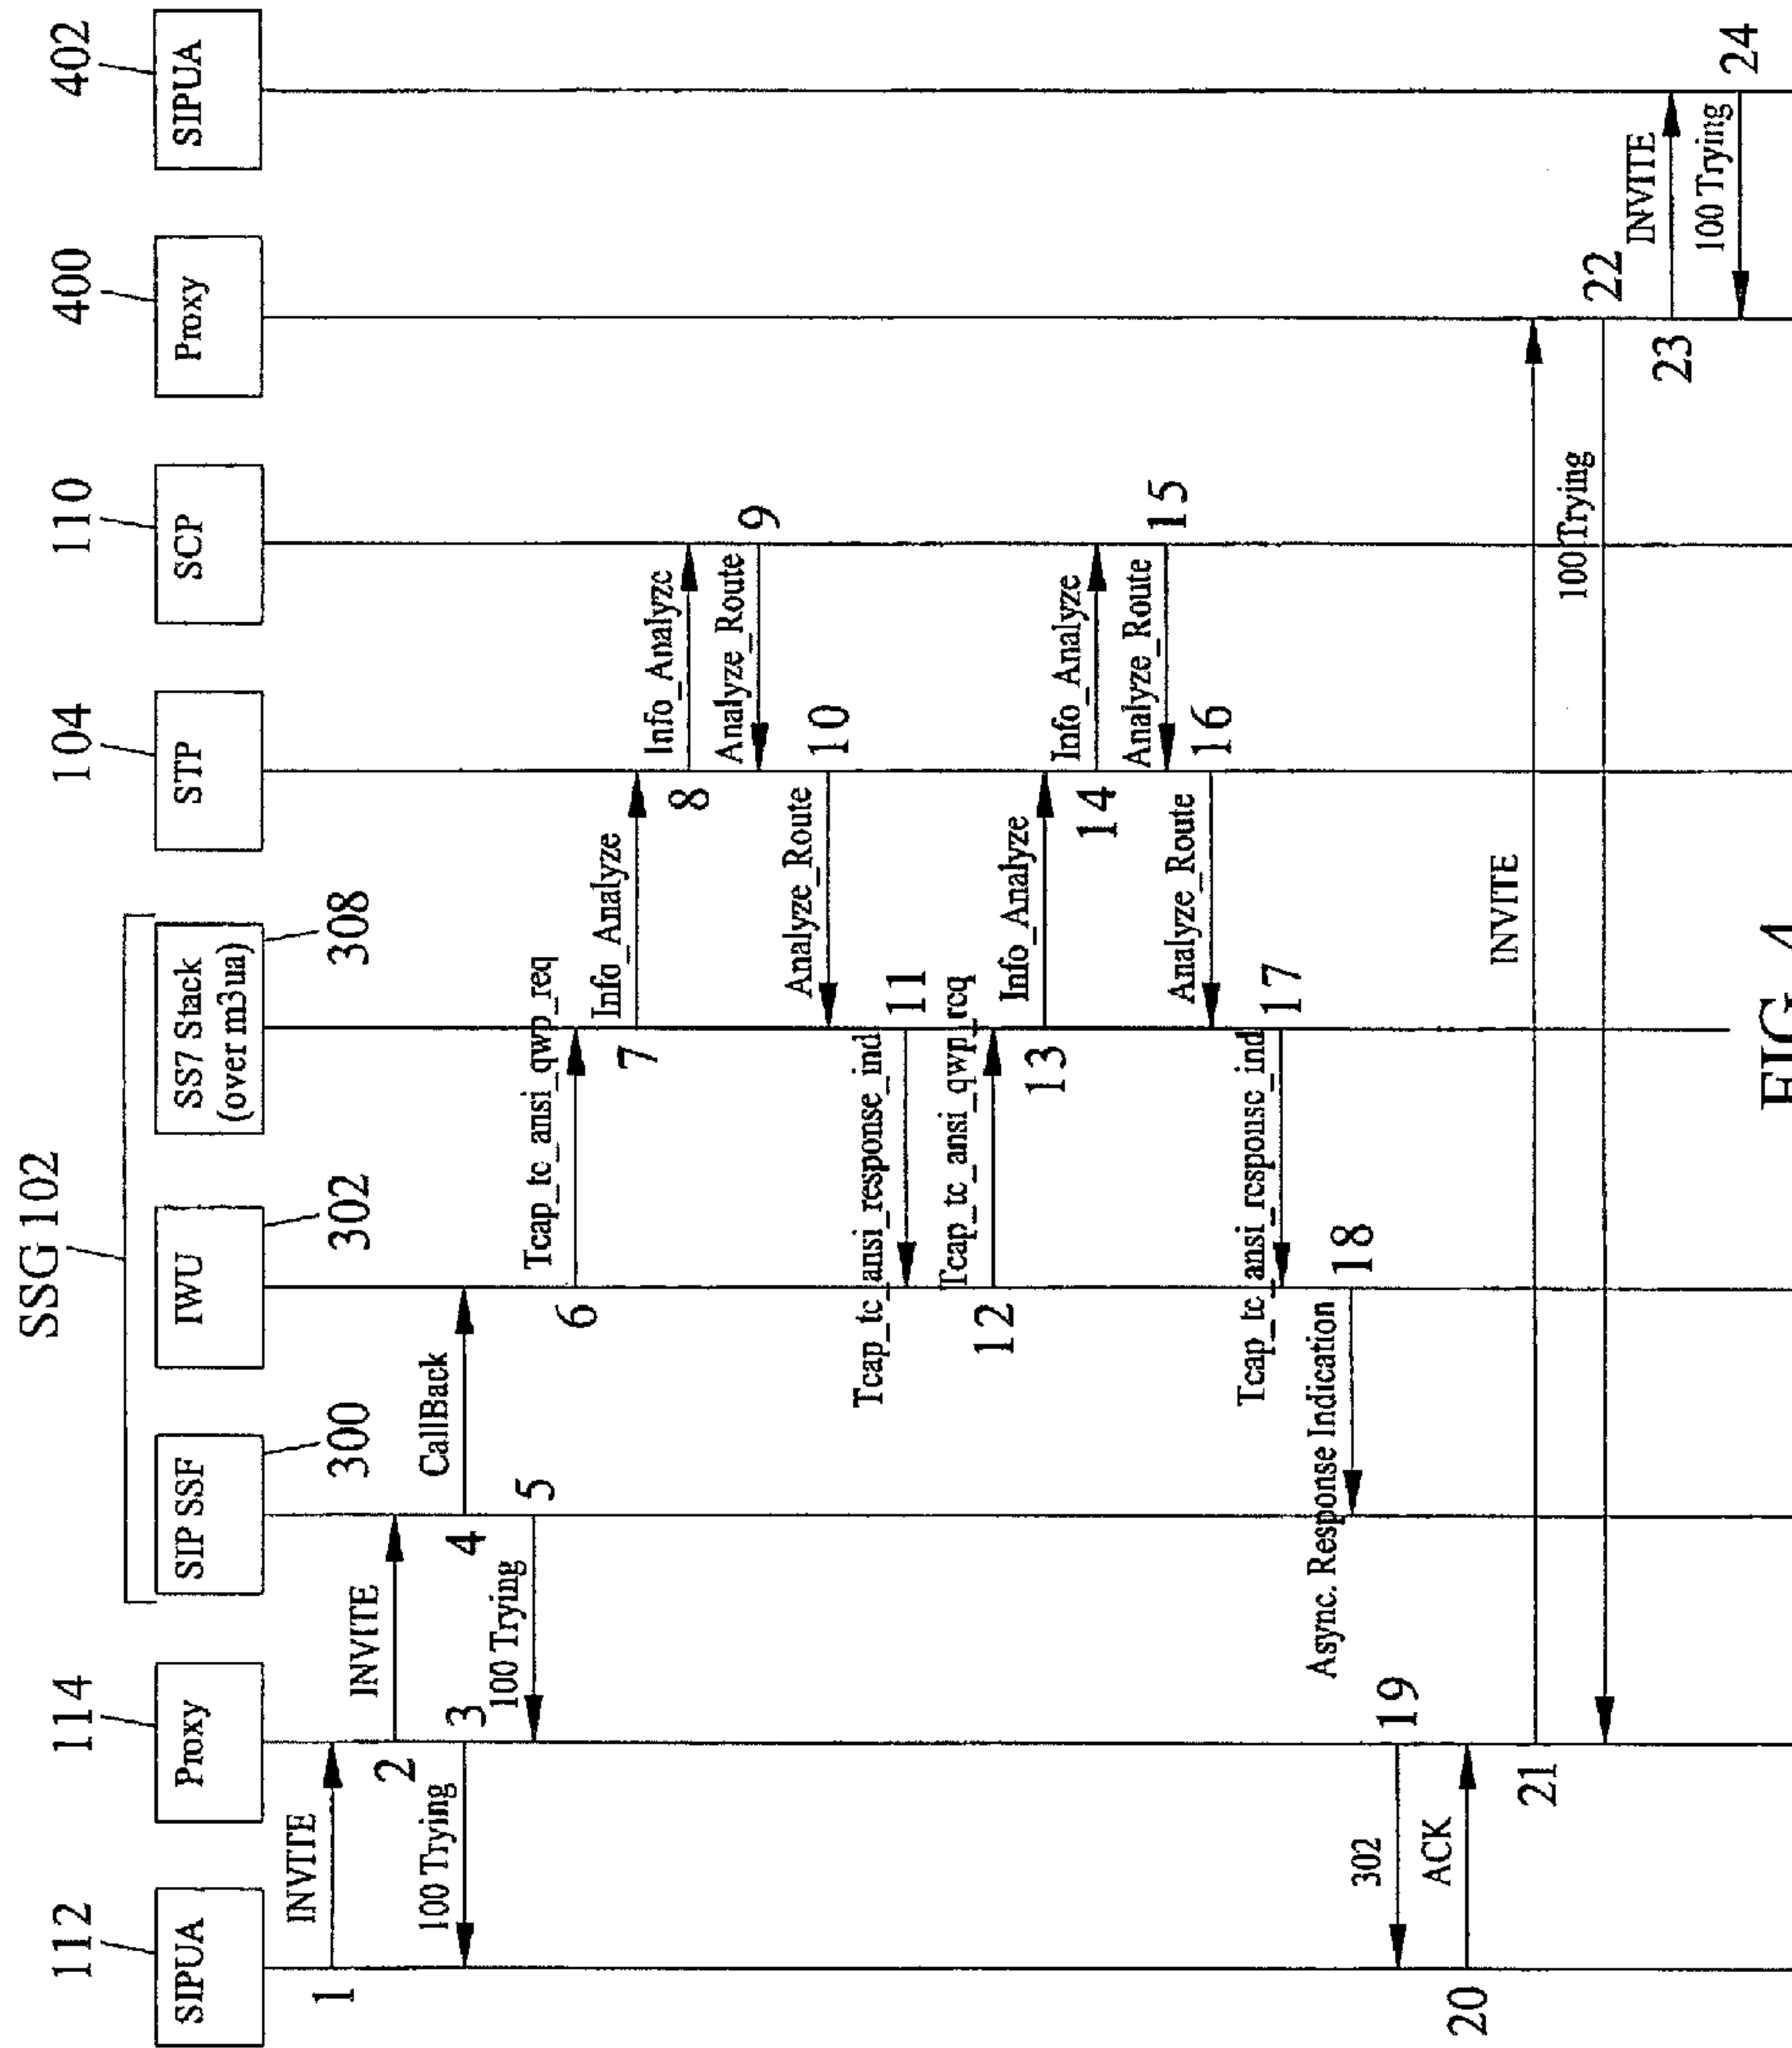 SSG 102
112
114
300
302
308
104
110
400
402
SIPUA
Proxy
SIP SSF
IWU
SS7 Stack
(over m3ua)
STP
SCP
Proxy
SIPUA
1
INVITE
2
INVITE
3
100 Trying
4
CallBack
5
100 Trying
6
Tcap_tc_ansi_qwp_req
7
Info_Analyze
8
Info_Analyze
9
Analyze_Route
10
Analyze_Route
11
Tcap_tc_ansi_response_ind
12
Tcap_tc_ansi_qwp_req
13
Info_Analyze
14
Info_Analyze
15
Analyze_Route
16
Analyze_Route
17
Tcap_tc_ansi_response_ind
18
Async. Response Indication
19
302
20
ACK
21
INVITE
22
100 Trying
23
INVITE
24
100 Trying
FIG. 4